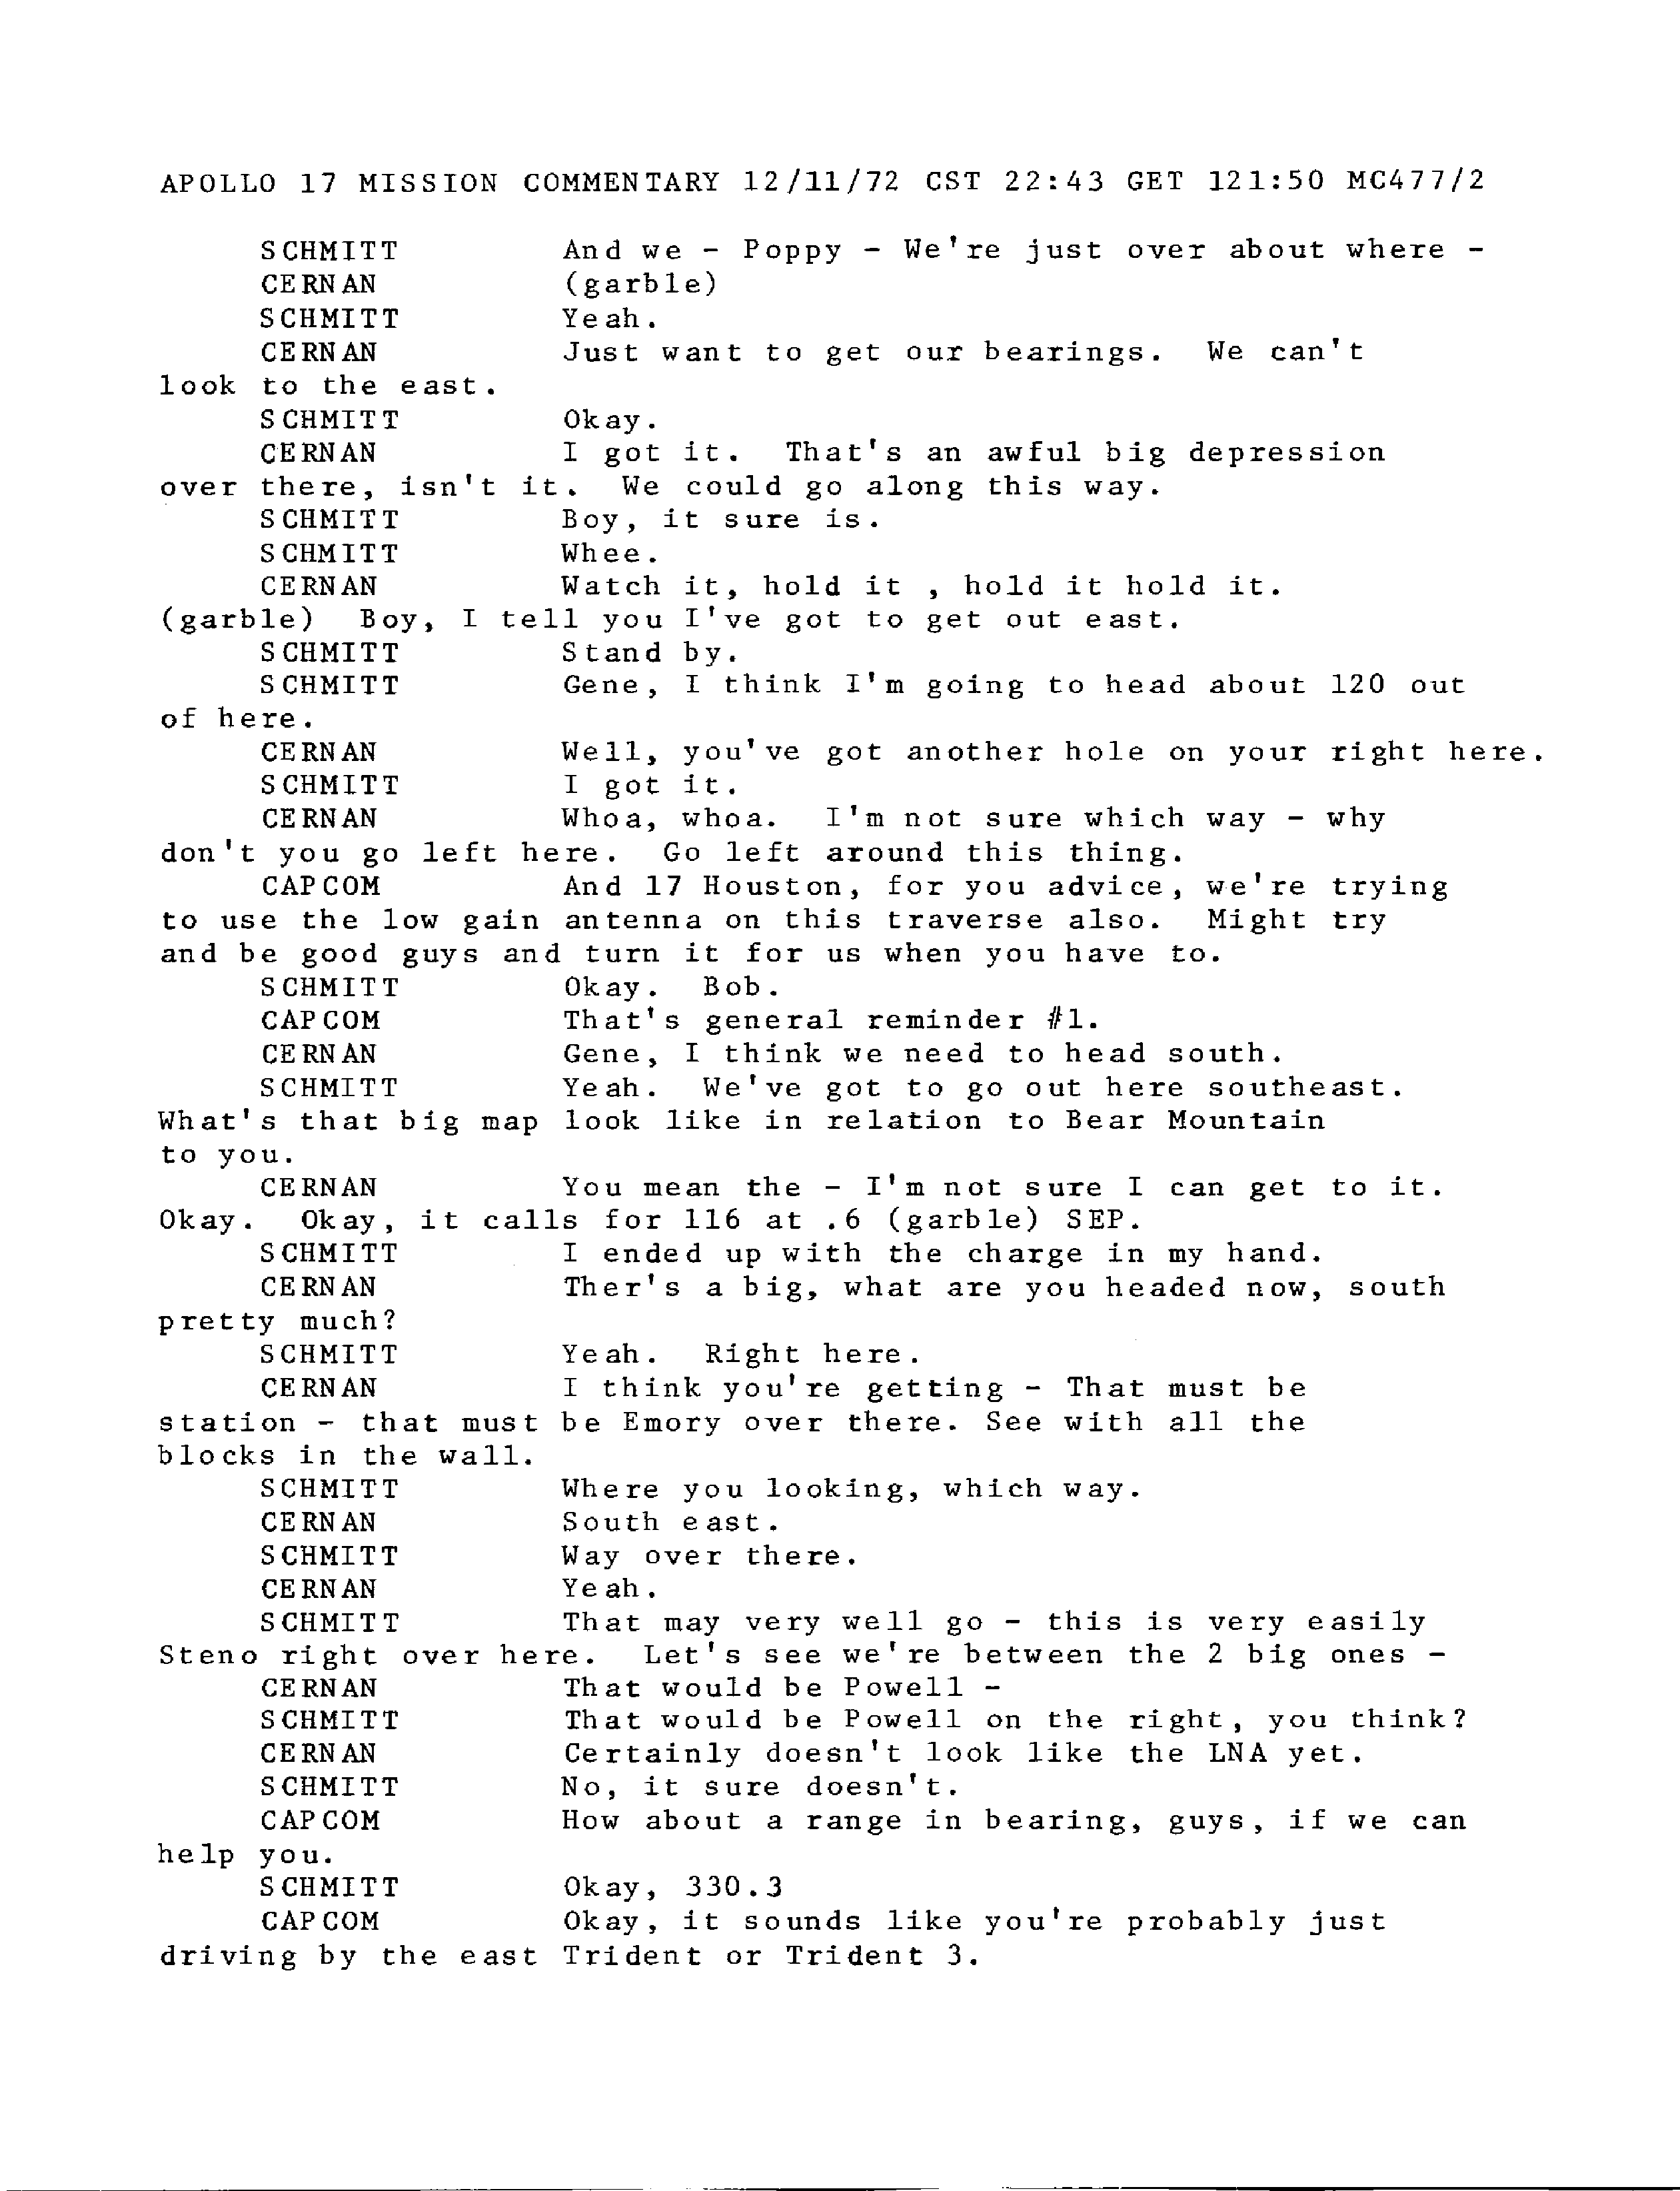 APOLLO 17 MISSION COMMENTARY 12/11/72 CST 22:43 GET 121:50 MC477/2
SCHMITT And we - Poppy - We're just over about where -
CERNAN (garble)
SCHMITT Yeah.
CERNAN Just want to get our bearings. We can't
look to the east.
SCHMITT Okay.
CERNAN I got it. That's an awful big depression
over there, isn't it. We could go along this way.
SCHMITT Boy, it sure is.
SCHMITT Whee.
CERNAN Watch it, hold it , hold it hold it.
(garble) Boy, I tell you I've got to get out east.
SCHMITT Stand by.
SCHMITT Gene, I think I'm going to head about 120 out
of here.
CERNAN Well, you've got another hole on your right here.
SCHMITT I got it.
CERNAN Whoa, whoa. I'm not sure which way - why
don't you go left here. Go left around this thing.
CAPCOM And 17 Houston, for you advice, we're trying
to use the low gain antenna on this traverse also. Might try
and be good guys and turn it for us when you have to.
SCHMITT Okay. Bob.
CAPCOM That's general reminder #1.
CERNAN Gene, I think we need to head south.
SCHMITT Yeah. We've got to go out here southeast.
What's that big map look like in relation to Bear Mountain
to you.
CERNAN You mean the - I'm not sure I can get to it.
Okay. Okay, it calls for 116 at .6 (garble) SEP.
SCHMITT I ended up with the charge in my hand.
CERNAN Ther's a big, what are you headed now, south
pretty much?
SCHMITT Yeah. Right here.
CERNAN I think you're getting - That must be
station - that must be Emory over there. See with all the
blocks in the wall.
SCHMITT Where you looking, which way.
CERNAN South east.
SCHMITT Way over there.
CERNAN Yeah.
SCHMITT That may very well go - this is very easily
Steno right over here. Let's see we're between the 2 big ones -
CERNAN That would be Powell -
SCHMITT That would be Powell on the right, you think?
CERNAN Certainly doesn't look like the LNA yet.
SCHMITT No, it sure doesn't.
CAPCOM How about a range in bearing, guys, if we can
help you.
SCHMITT Okay, 330.3
CAPCOM Okay, it sounds like you're probably just
driving by the east Trident or Trident 3.